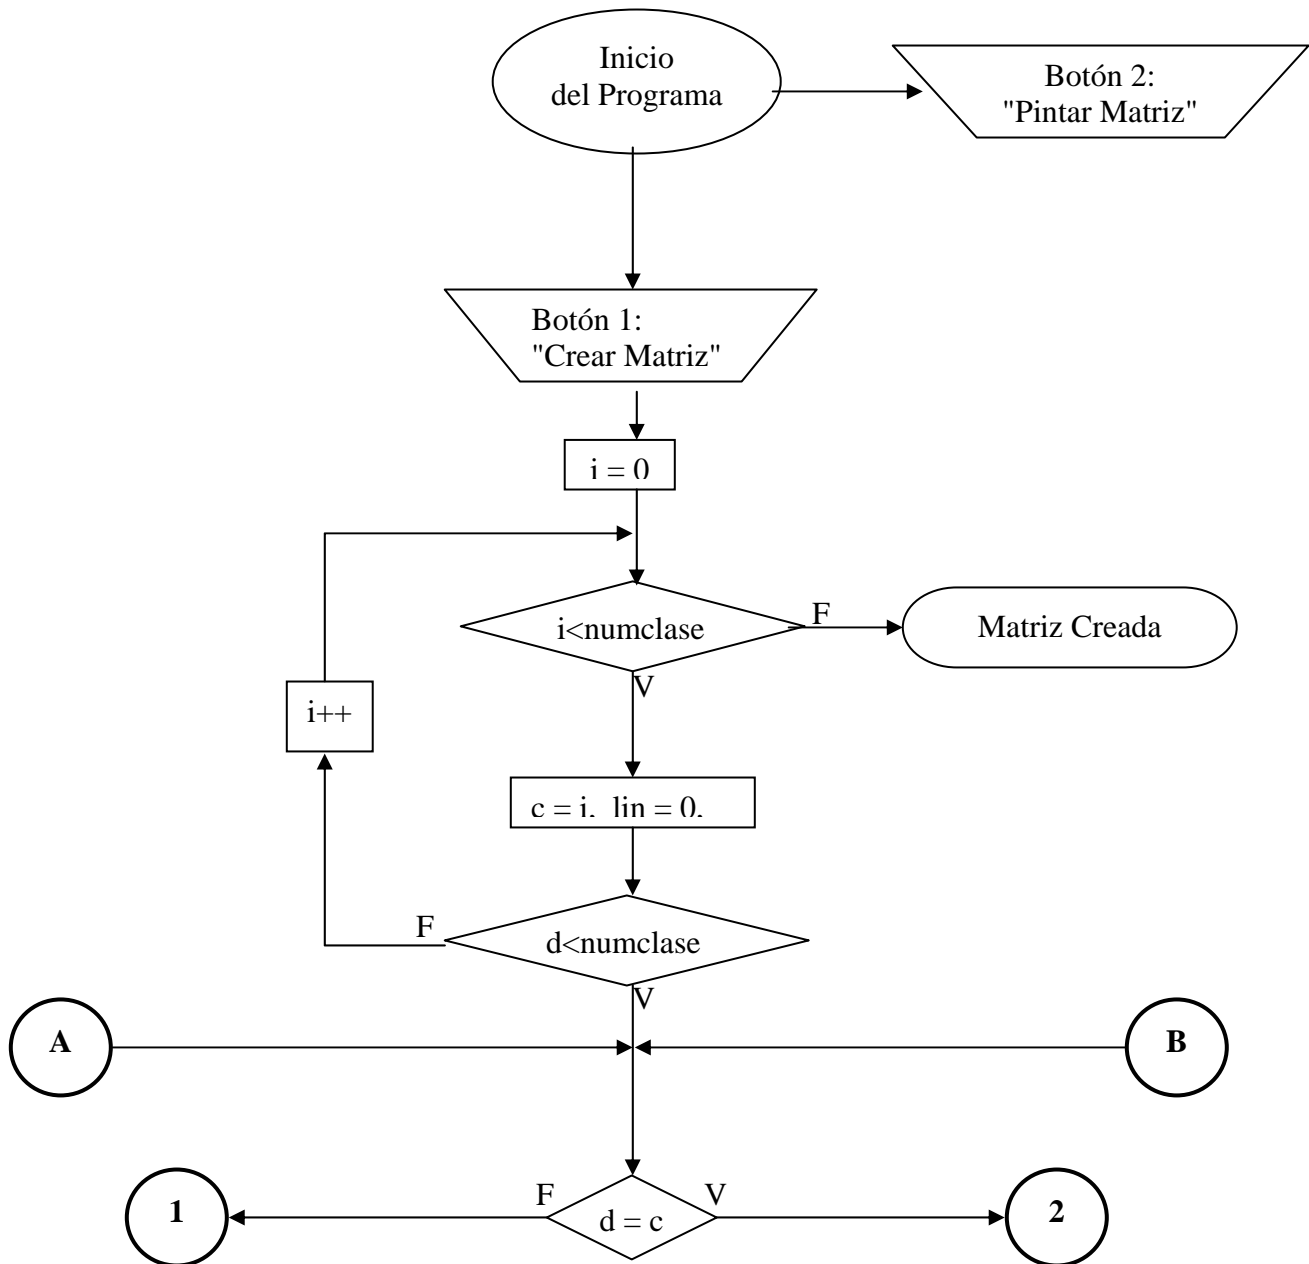 Inicio
del Programa
Botón 2:
"Pintar Matriz"
Botón 1:
"Crear Matriz"
i = 0
i<numclase
F
Matriz Creada
V
i++
c = i, lin = 0,
F
d<numclase
V
A
B
F
V
1
d = c
2